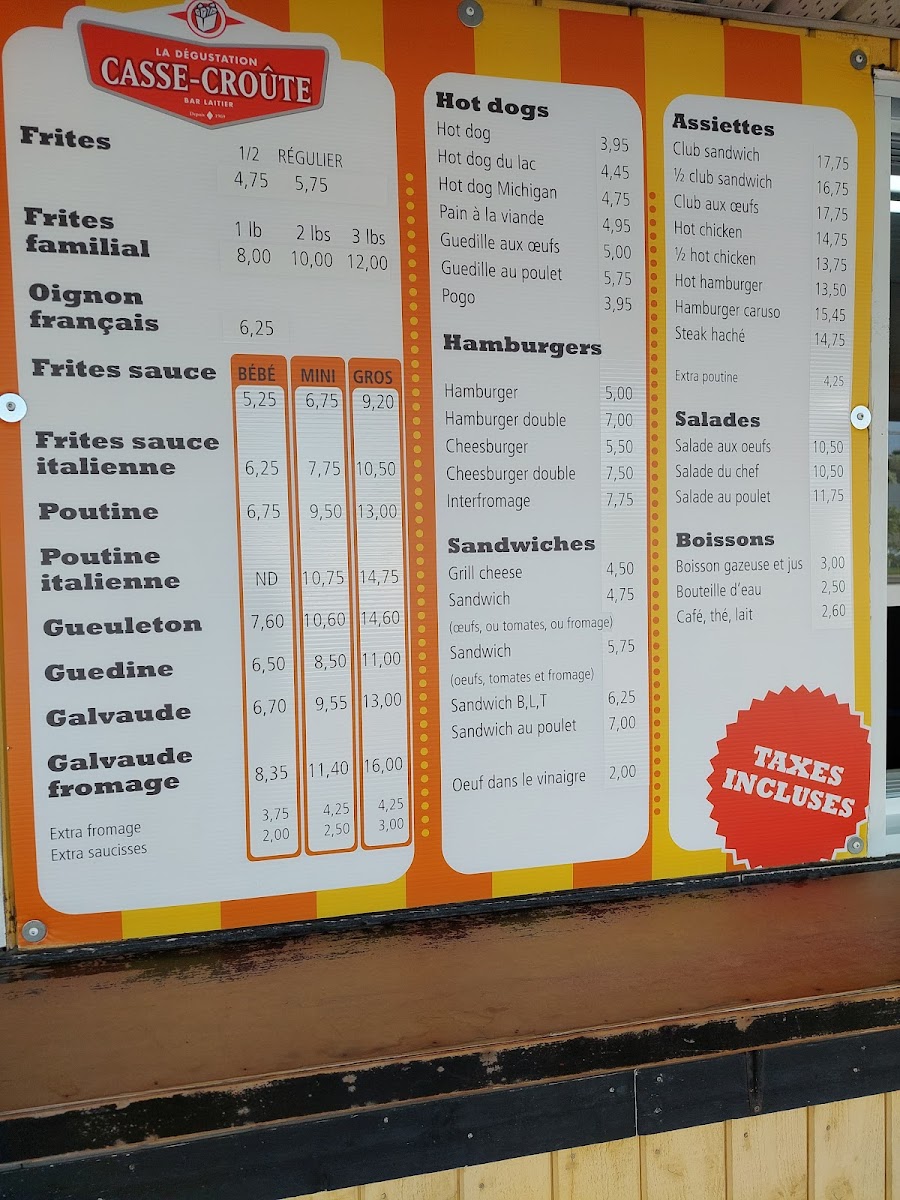 LA DÉGUSTATION
CASSE-CROÛTE
BAR LAITIER
Depuis 1969
Frites
1/2 RÉGULIER
4,75 5,75
Frites
familial
1 lb 2 lbs 3 lbs
8,00 10,00 12,00
Oignon
français 6,25
Frites sauce
BÉBÉ MINI GROS
5,25 6,75 9,20
Frites sauce
italienne 6,25 7,75 10,50
Poutine 6,75 9,50 13,00
Poutine
italienne ND 10,75 14,75
Gueuleton 7,60 10,60 14,60
Guedine 6,50 8,50 11,00
Galvaude 6,70 9,55 13,00
Galvaude
fromage 8,35 11,40 16,00
Extra fromage 3,75 4,25 4,25
Extra saucisses 2,00 2,50 3,00
Hot dogs
Hot dog 3,95
Hot dog du lac 4,45
Hot dog Michigan 4,75
Pain à la viande 4,95
Guedille aux œufs 5,00
Guedille au poulet 5,75
Pogo 3,95
Hamburgers
Hamburger 5,00
Hamburger double 7,00
Cheesburger 5,50
Cheesburger double 7,50
Interfromage 7,75
Sandwiches
Grill cheese 4,50
Sandwich 4,75
(œufs, ou tomates, ou fromage)
Sandwich 5,75
(oeufs, tomates et fromage)
Sandwich B,L,T 6,25
Sandwich au poulet 7,00
Oeuf dans le vinaigre 2,00
Assiettes
Club sandwich 17,75
½ club sandwich 16,75
Club aux œufs 17,75
Hot chicken 14,75
½ hot chicken 13,75
Hot hamburger 13,50
Hamburger caruso 15,45
Steak haché 14,75
Extra poutine 4,25
Salades
Salade aux oeufs 10,50
Salade du chef 10,50
Salade au poulet 11,75
Boissons
Boisson gazeuse et jus 3,00
Bouteille d'eau 2,50
Café, thé, lait 2,60
TAXES
INCLUSES